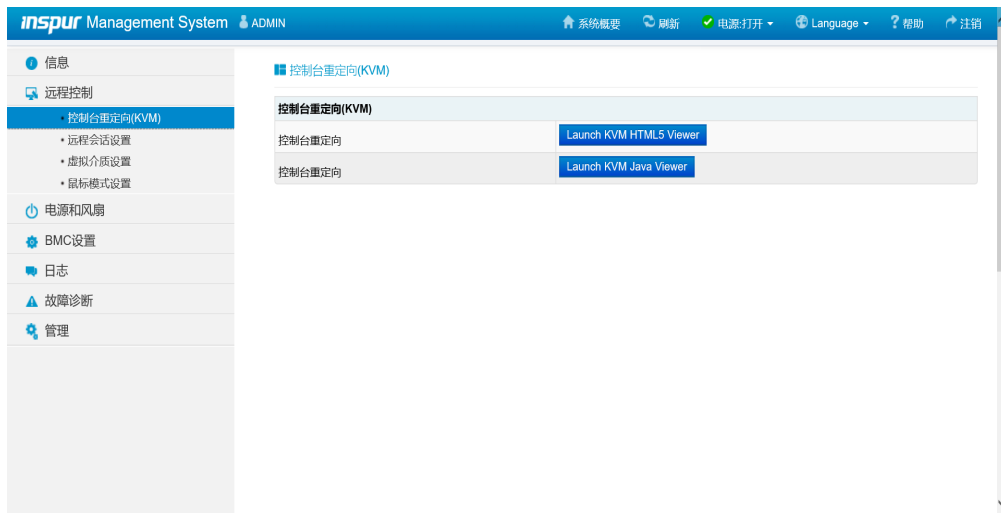 inspur Management System ADMIN 系统概要 刷新 电源:打开 Language 帮助 注销
信息
远程控制
• 控制台重定向(KVM)
• 远程会话设置
• 虚拟介质设置
• 鼠标模式设置
电源和风扇
BMC设置
日志
故障诊断
管理
控制台重定向(KVM)
控制台重定向(KVM)
控制台重定向 Launch KVM HTML5 Viewer
控制台重定向 Launch KVM Java Viewer